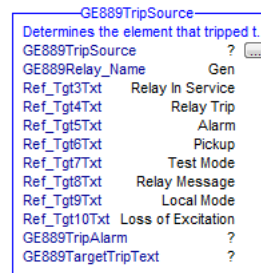 GE889TripSource
Determines the element that tripped t.
GE889TripSource ? ...
GE889Relay_Name Gen
Ref_Tgt3Txt Relay In Service
Ref_Tgt4Txt Relay Trip
Ref_Tgt5Txt Alarm
Ref_Tgt6Txt Pickup
Ref_Tgt7Txt Test Mode
Ref_Tgt8Txt Relay Message
Ref_Tgt9Txt Local Mode
Ref_Tgt10Txt Loss of Excitation
GE889TripAlarm ?
GE889TargetTripText ?